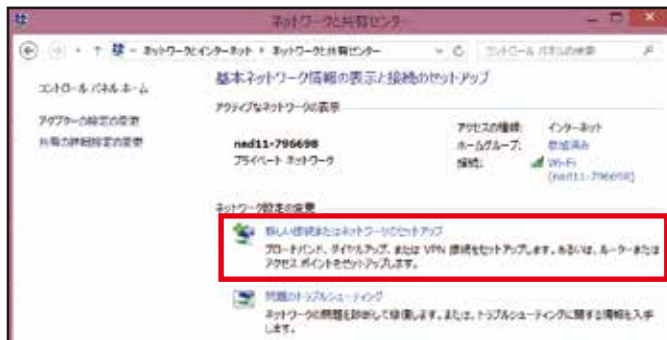 ネットワークと共有センター
ネットワークとインターネット ▸ ネットワークと共有センター
コントロール パネルの検索
コントロール パネル ホーム
アダプターの設定の変更
共有の詳細設定の変更
基本ネットワーク情報の表示と接続のセットアップ
アクティブなネットワークの表示
ned11-796698
プライベート ネットワーク
アクセスの種類: インターネット
ホームグループ: 参加済み
接続: Wi-Fi
(ned11-796698)
ネットワーク設定の変更
新しい接続またはネットワークのセットアップ
ブロードバンド、ダイヤルアップ、または VPN 接続をセットアップします。あるいは、ルーターまたは
アクセス ポイントをセットアップします。
問題のトラブルシューティング
ネットワークの問題を診断して修復します。または、トラブルシューティングに関する情報を入手
します。